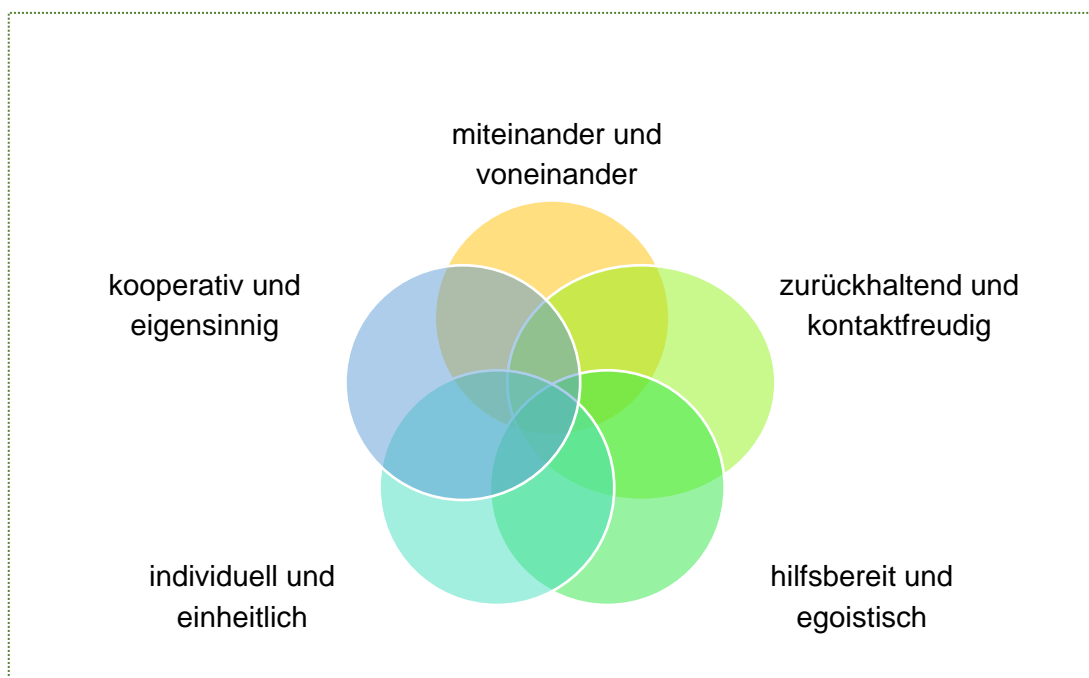 miteinander und
voneinander
kooperativ und
eigensinnig
zurückhaltend und
kontaktfreudig
individuell und
einheitlich
hilfsbereit und
egoistisch